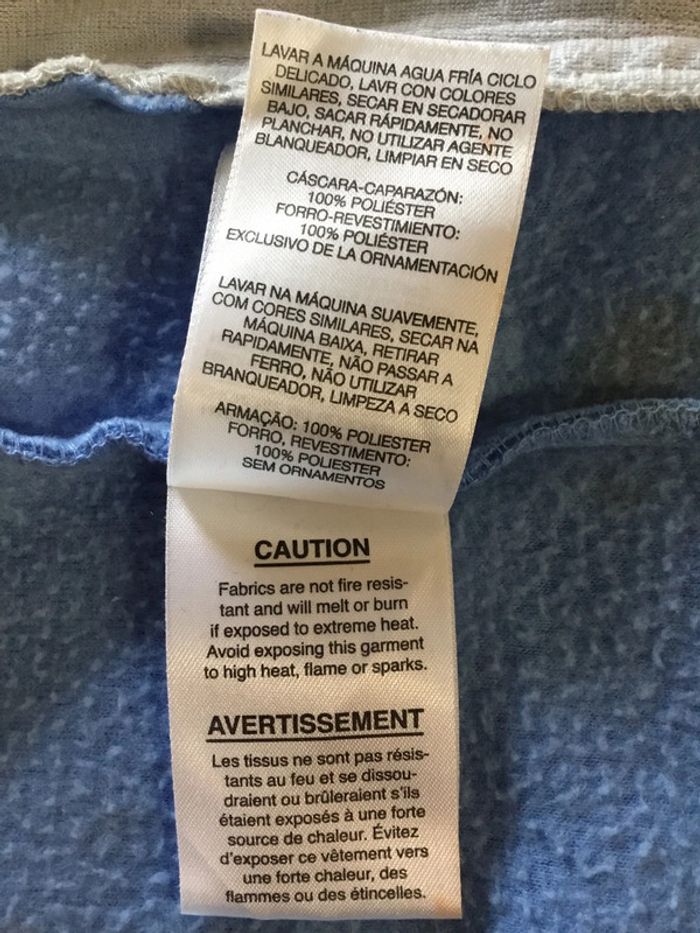 LAVAR A MÁQUINA AGUA FRÍA CICLO
DELICADO, LAVR CON COLORES
SIMILARES, SECAR EN SECADORAR
BAJO, SACAR RÁPIDAMENTE, NO
PLANCHAR, NO UTILIZAR AGENTE
BLANQUEADOR, LIMPIAR EN SECO
CÁSCARA-CAPARAZÓN:
100% POLIÉSTER
FORRO-REVESTIMIENTO:
100% POLIÉSTER
EXCLUSIVO DE LA ORNAMENTACIÓN
LAVAR NA MÁQUINA SUAVEMENTE,
COM CORES SIMILARES, SECAR NA
MÁQUINA BAIXA, RETIRAR
RAPIDAMENTE, NÃO PASSAR A
FERRO, NÃO UTILIZAR
BRANQUEADOR, LIMPEZA A SECO
ARMAÇÃO: 100% POLIESTER
FORRO, REVESTIMENTO:
100% POLIESTER
SEM ORNAMENTOS
CAUTION
Fabrics are not fire resis-
tant and will melt or burn
if exposed to extreme heat.
Avoid exposing this garment
to high heat, flame or sparks.
AVERTISSEMENT
Les tissus ne sont pas résis-
tants au feu et se dissou-
draient ou brûleraient s'ils
étaient exposés à une forte
source de chaleur. Évitez
d'exposer ce vêtement vers
une forte chaleur, des
flammes ou des étincelles.